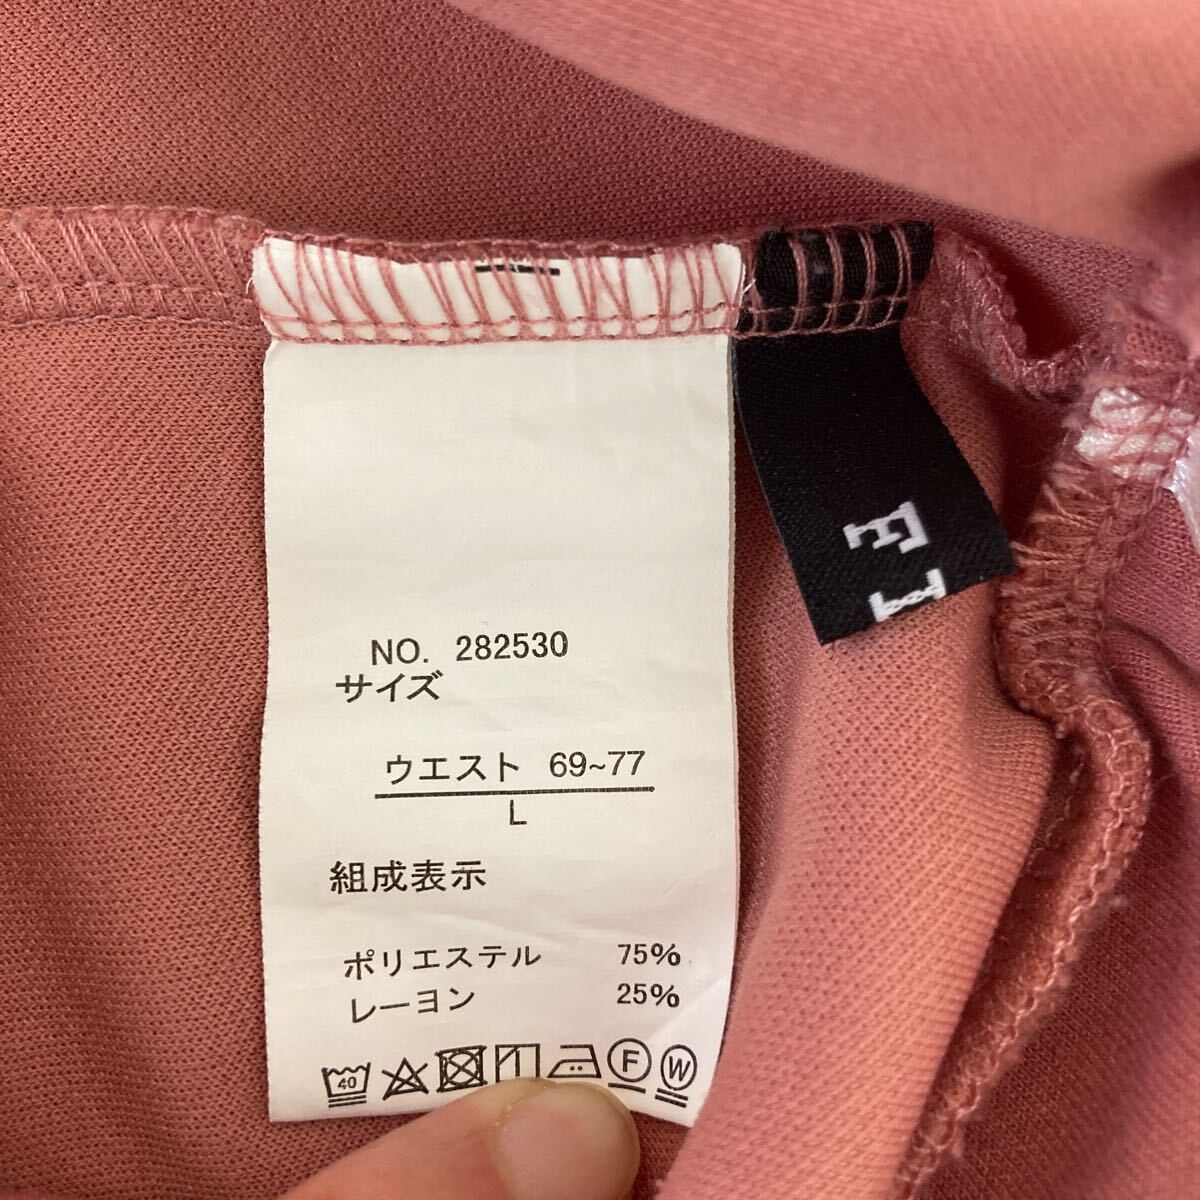 NO. 282530
サイズ
ウエスト 69~77
L
組成表示
ポリエステル 75%
レーヨン 25%
40 F W